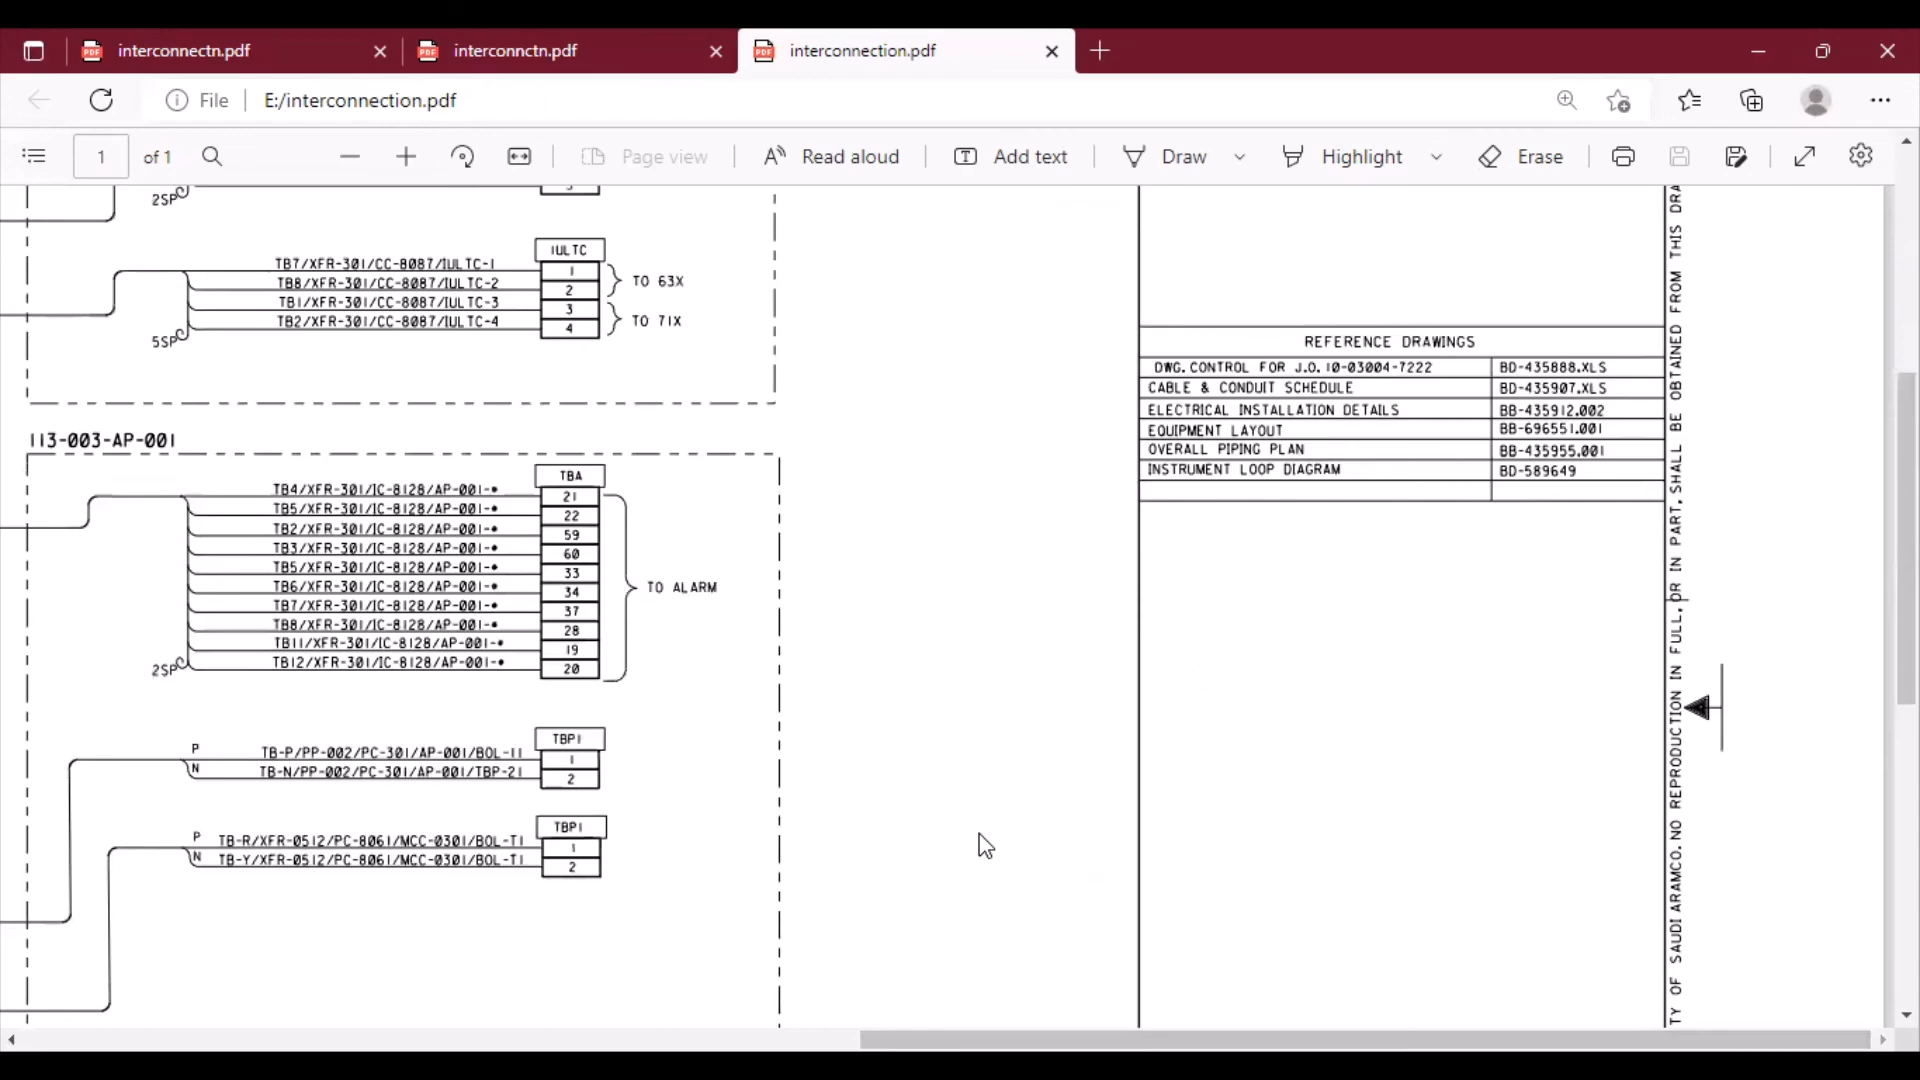 interconnectn.pdf
interconnctn.pdf
interconnection.pdf
File
E:/interconnection.pdf
1 of 1
Page view
Read aloud
Add text
Draw
Highlight
Erase
2SP
IULTC
TB7/XFR-301/CC-8087/IULTC-1 1
TB8/XFR-301/CC-8087/IULTC-2 2
TO 63X
TB1/XFR-301/CC-8087/IULTC-3 3
TB2/XFR-301/CC-8087/IULTC-4 4
TO 71X
5SP
113-003-AP-001
TBA
TB4/XFR-301/IC-8128/AP-001-• 21
TB5/XFR-301/IC-8128/AP-001-• 22
TB2/XFR-301/IC-8128/AP-001-• 59
TB3/XFR-301/IC-8128/AP-001-• 60
TB5/XFR-301/IC-8128/AP-001-• 33
TB6/XFR-301/IC-8128/AP-001-• 34
TB7/XFR-301/IC-8128/AP-001-• 37
TB8/XFR-301/IC-8128/AP-001-• 28
TB11/XFR-301/IC-8128/AP-001-• 19
TB12/XFR-301/IC-8128/AP-001-• 20
TO ALARM
2SP
TBP1
P TB-P/PP-002/PC-301/AP-001/BOL-11 1
N TB-N/PP-002/PC-301/AP-001/TBP-21 2
TBP1
P TB-R/XFR-0512/PC-8061/MCC-0301/BOL-T1 1
N TB-Y/XFR-0512/PC-8061/MCC-0301/BOL-T1 2
REFERENCE DRAWINGS
DWG. CONTROL FOR J.O. 10-03004-7222 BD-435888.XLS
CABLE & CONDUIT SCHEDULE BD-435907.XLS
ELECTRICAL INSTALLATION DETAILS BB-435912.002
EQUIPMENT LAYOUT BB-696551.001
OVERALL PIPING PLAN BB-435955.001
INSTRUMENT LOOP DIAGRAM BD-589649
TY OF SAUDI ARAMCO. NO REPRODUCTION IN FULL, OR IN PART, SHALL BE OBTAINED FROM THIS DRA